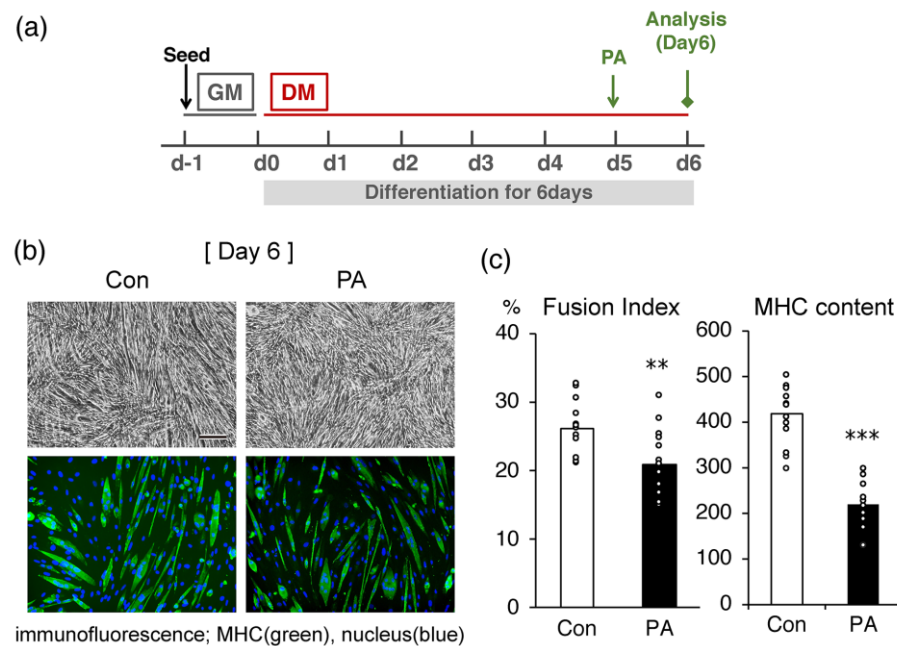 (a)
Analysis
(Day6)
Seed
PA
GM
DM
d-1 d0 d1 d2 d3 d4 d5 d6
Differentiation for 6days
(b)
[ Day 6 ]
Con PA
immunofluorescence; MHC(green), nucleus(blue)
(c)
% Fusion Index
40
30
20
10
0
**
Con PA
MHC content
600
500
400
300
200
100
0
***
Con PA